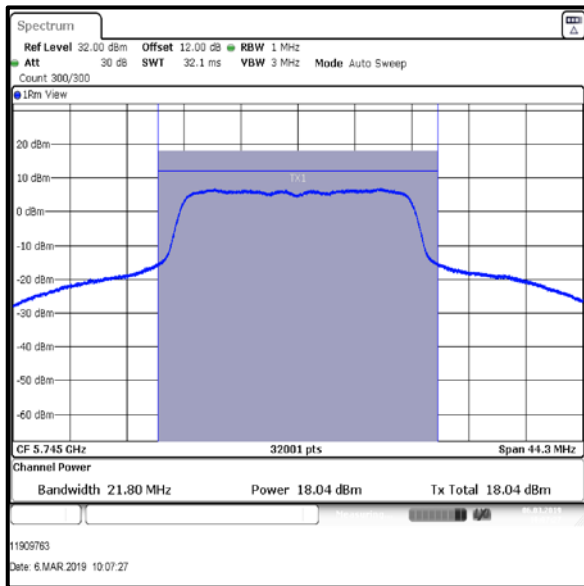 Spectrum
Ref Level 32.00 dBm Offset 12.00 dB RBW 1 MHz
Att 30 dB SWT 32.1 ms VBW 3 MHz Mode Auto Sweep
Count 300/300
1Rm View
20 dBm
TX1
10 dBm
0 dBm
-10 dBm
-20 dBm
-30 dBm
-40 dBm
-50 dBm
-60 dBm
CF 5.745 GHz 32001 pts Span 44.3 MHz
Channel Power
Bandwidth 21.80 MHz Power 18.04 dBm Tx Total 18.04 dBm
11909763
Date: 6.MAR.2019 10:07:27